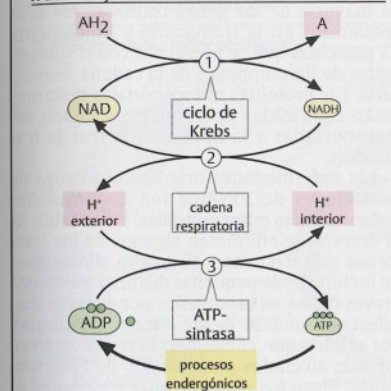 AH2
A
1
NAD
NADH
ciclo de
Krebs
2
H+
exterior
cadena
respiratoria
H+
interior
3
ADP
ATP-
sintasa
ATP
procesos
endergónicos